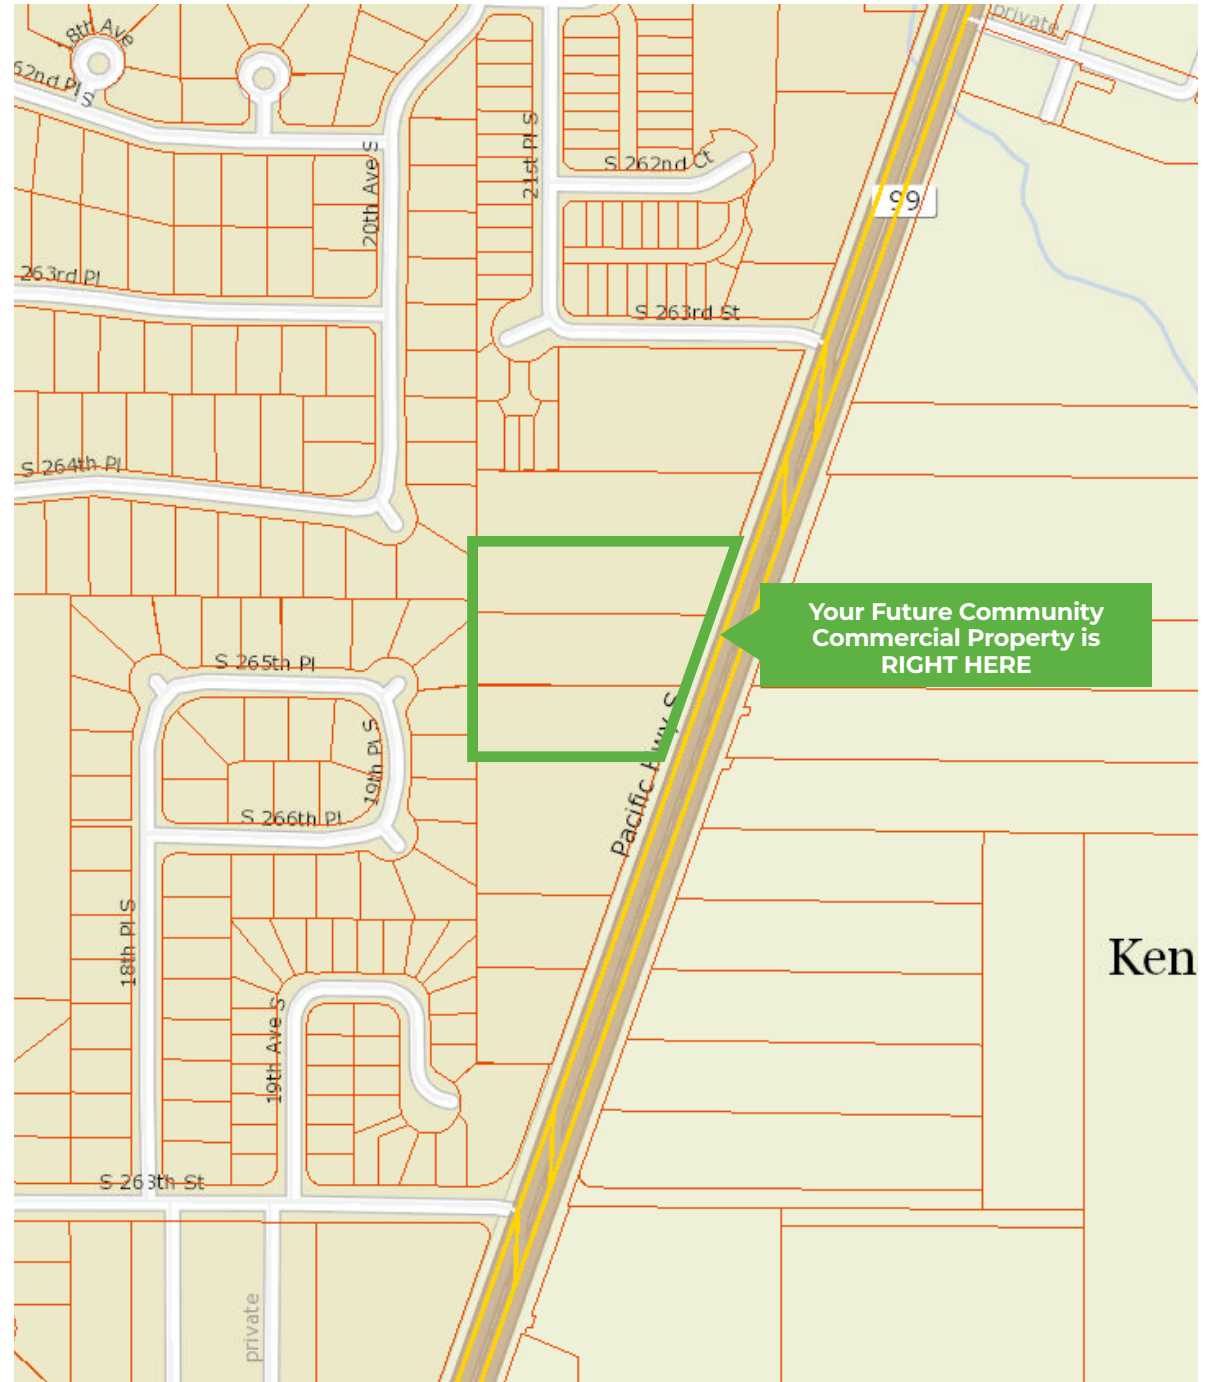 private
18th Ave
62nd Pl S
21st Pl S
S 262nd Ct
20th Ave S
99
263rd Pl
S 263rd St
S 264th Pl
Your Future Community
Commercial Property is
RIGHT HERE
S 265th Pl
Pacific Hwy S
19th Pl S
S 266th Pl
18th Pl S
Ken
19th Ave S
S 268th St
private